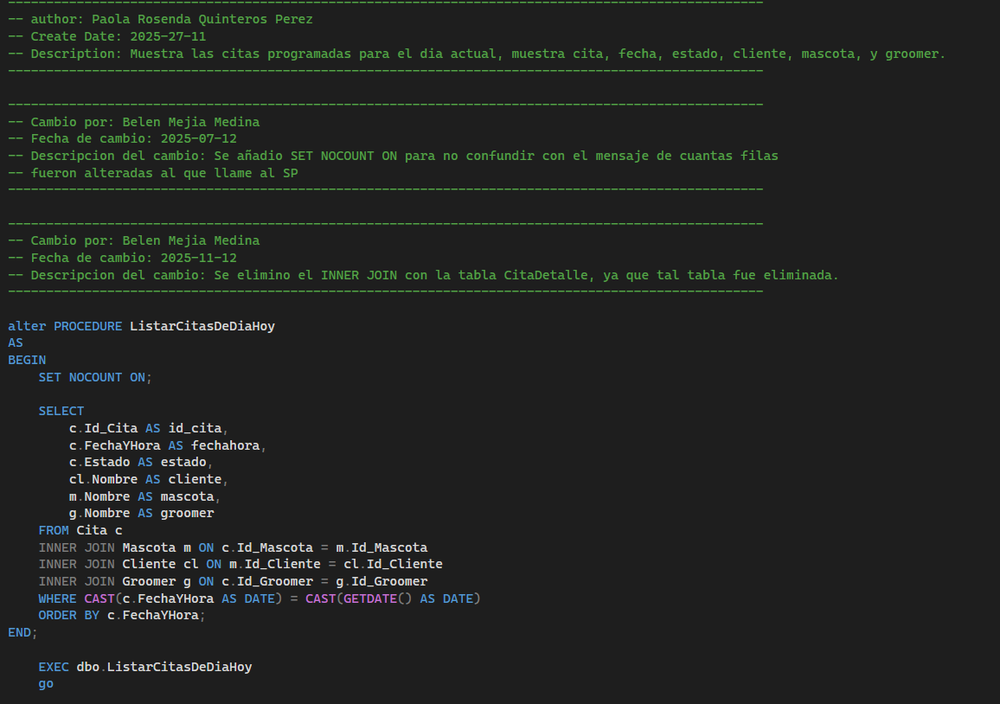 -- author: Paola Rosenda Quinteros Perez
-- Create Date: 2025-27-11
-- Description: Muestra las citas programadas para el dia actual, muestra cita, fecha, estado, cliente, mascota, y groomer.
---------------------------------------------------------------------------------------------------
---------------------------------------------------------------------------------------------------
-- Cambio por: Belen Mejia Medina
-- Fecha de cambio: 2025-07-12
-- Descripcion del cambio: Se añadio SET NOCOUNT ON para no confundir con el mensaje de cuantas filas
-- fueron alteradas al que llame al SP
---------------------------------------------------------------------------------------------------
---------------------------------------------------------------------------------------------------
-- Cambio por: Belen Mejia Medina
-- Fecha de cambio: 2025-11-12
-- Descripcion del cambio: Se elimino el INNER JOIN con la tabla CitaDetalle, ya que tal tabla fue eliminada.
---------------------------------------------------------------------------------------------------
alter PROCEDURE ListarCitasDeDiaHoy
AS
BEGIN
    SET NOCOUNT ON;
    SELECT
        c.Id_Cita AS id_cita,
        c.FechaYHora AS fechahora,
        c.Estado AS estado,
        cl.Nombre AS cliente,
        m.Nombre AS mascota,
        g.Nombre AS groomer
    FROM Cita c
    INNER JOIN Mascota m ON c.Id_Mascota = m.Id_Mascota
    INNER JOIN Cliente cl ON m.Id_Cliente = cl.Id_Cliente
    INNER JOIN Groomer g ON c.Id_Groomer = g.Id_Groomer
    WHERE CAST(c.FechaYHora AS DATE) = CAST(GETDATE() AS DATE)
    ORDER BY c.FechaYHora;
END;
    EXEC dbo.ListarCitasDeDiaHoy
    go